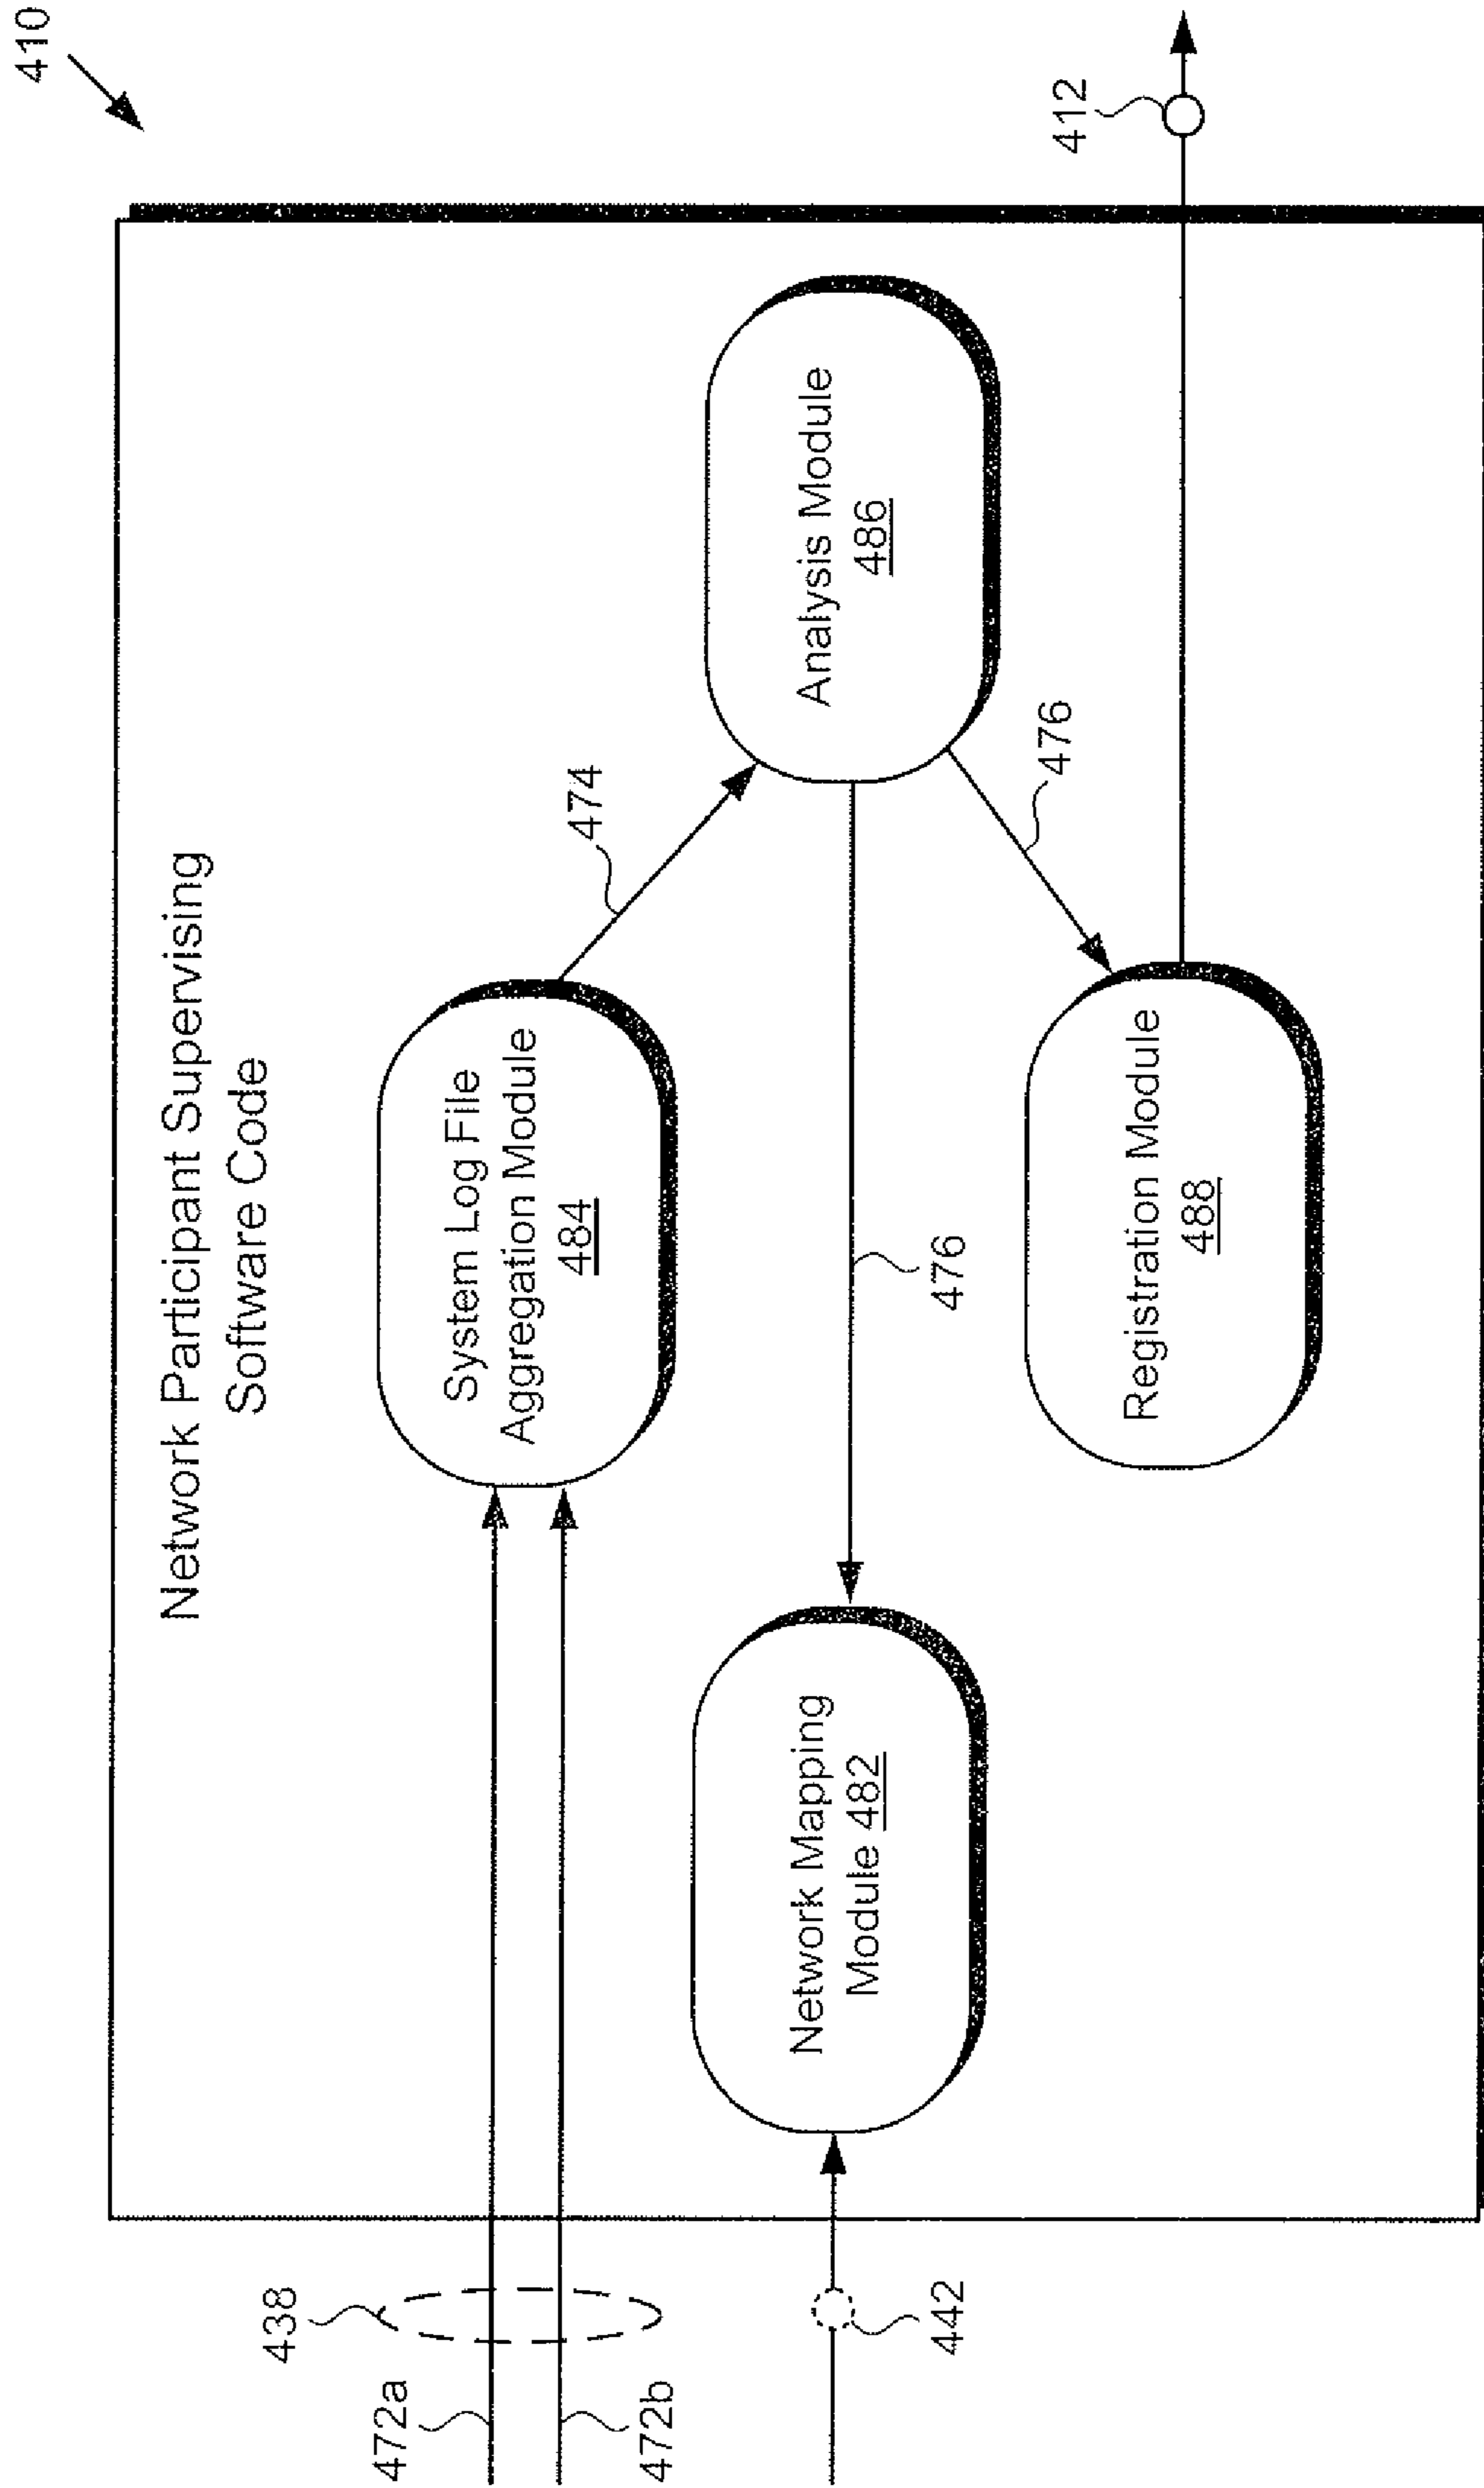 410
Network Participant Supervising
Software Code
438
472a
472b
System Log File
Aggregation Module
484
474
Network Mapping
Module 482
442
476
Analysis Module
486
476
Registration Module
488
412